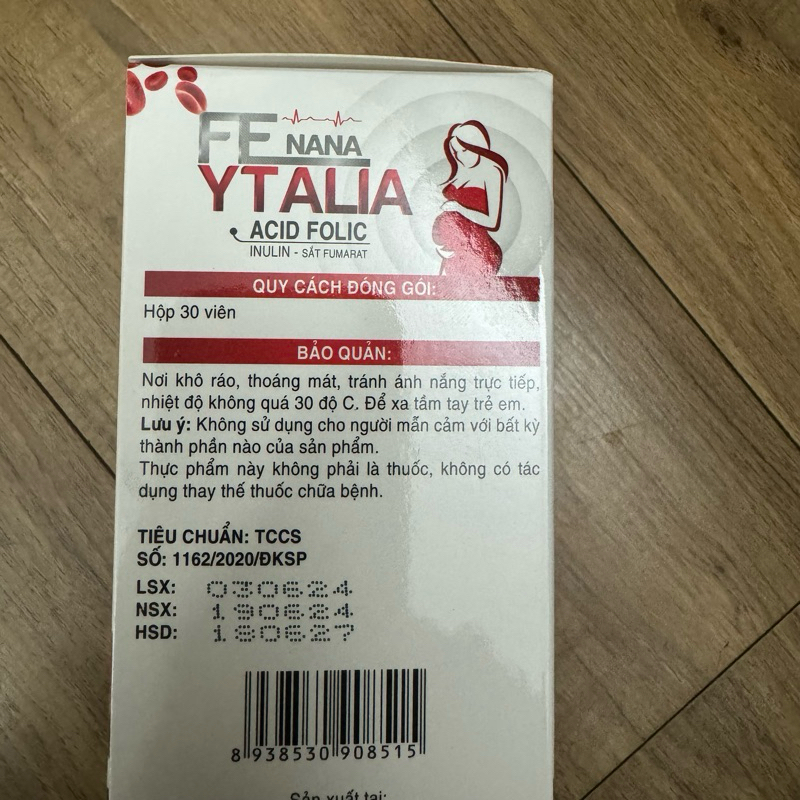 FE NANA
YTALIA
ACID FOLIC
INULIN - SẮT FUMARAT
QUY CÁCH ĐÓNG GÓI:
Hộp 30 viên
BẢO QUẢN:
Nơi khô ráo, thoáng mát, tránh ánh nắng trực tiếp,
nhiệt độ không quá 30 độ C. Để xa tầm tay trẻ em.
Lưu ý: Không sử dụng cho người mẫn cảm với bất kỳ
thành phần nào của sản phẩm.
Thực phẩm này không phải là thuốc, không có tác
dụng thay thế thuốc chữa bệnh.
TIÊU CHUẨN: TCCS
SỐ: 1162/2020/ĐKSP
LSX: 030624
NSX: 190624
HSD: 180627
8 938530 908515
Sản xuất tại: